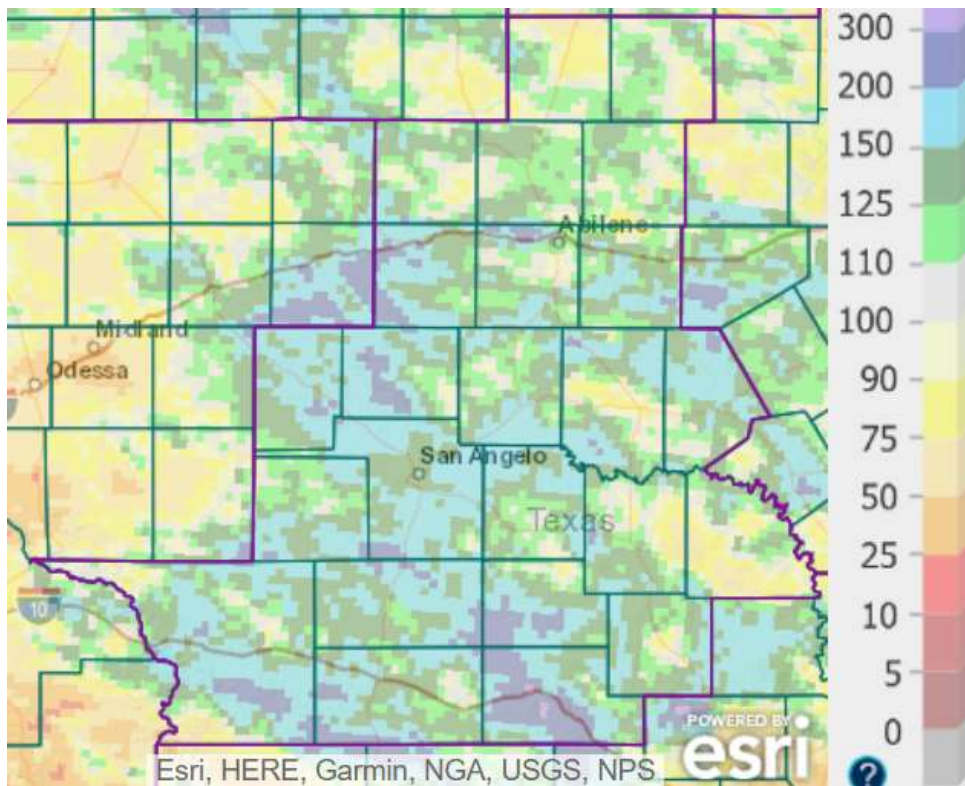 Abilene
Midland
Odessa
San Angelo
Texas
10
POWERED BY
esri
Esri, HERE, Garmin, NGA, USGS, NPS
300
200
150
125
110
100
90
75
50
25
10
5
0
?